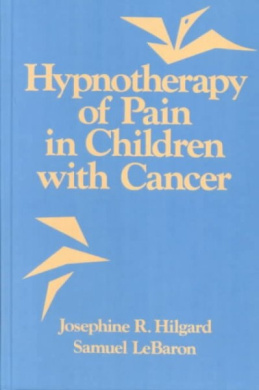 Hypnotherapy
of Pain
in Children
with Cancer
Josephine R. Hilgard
Samuel LeBaron